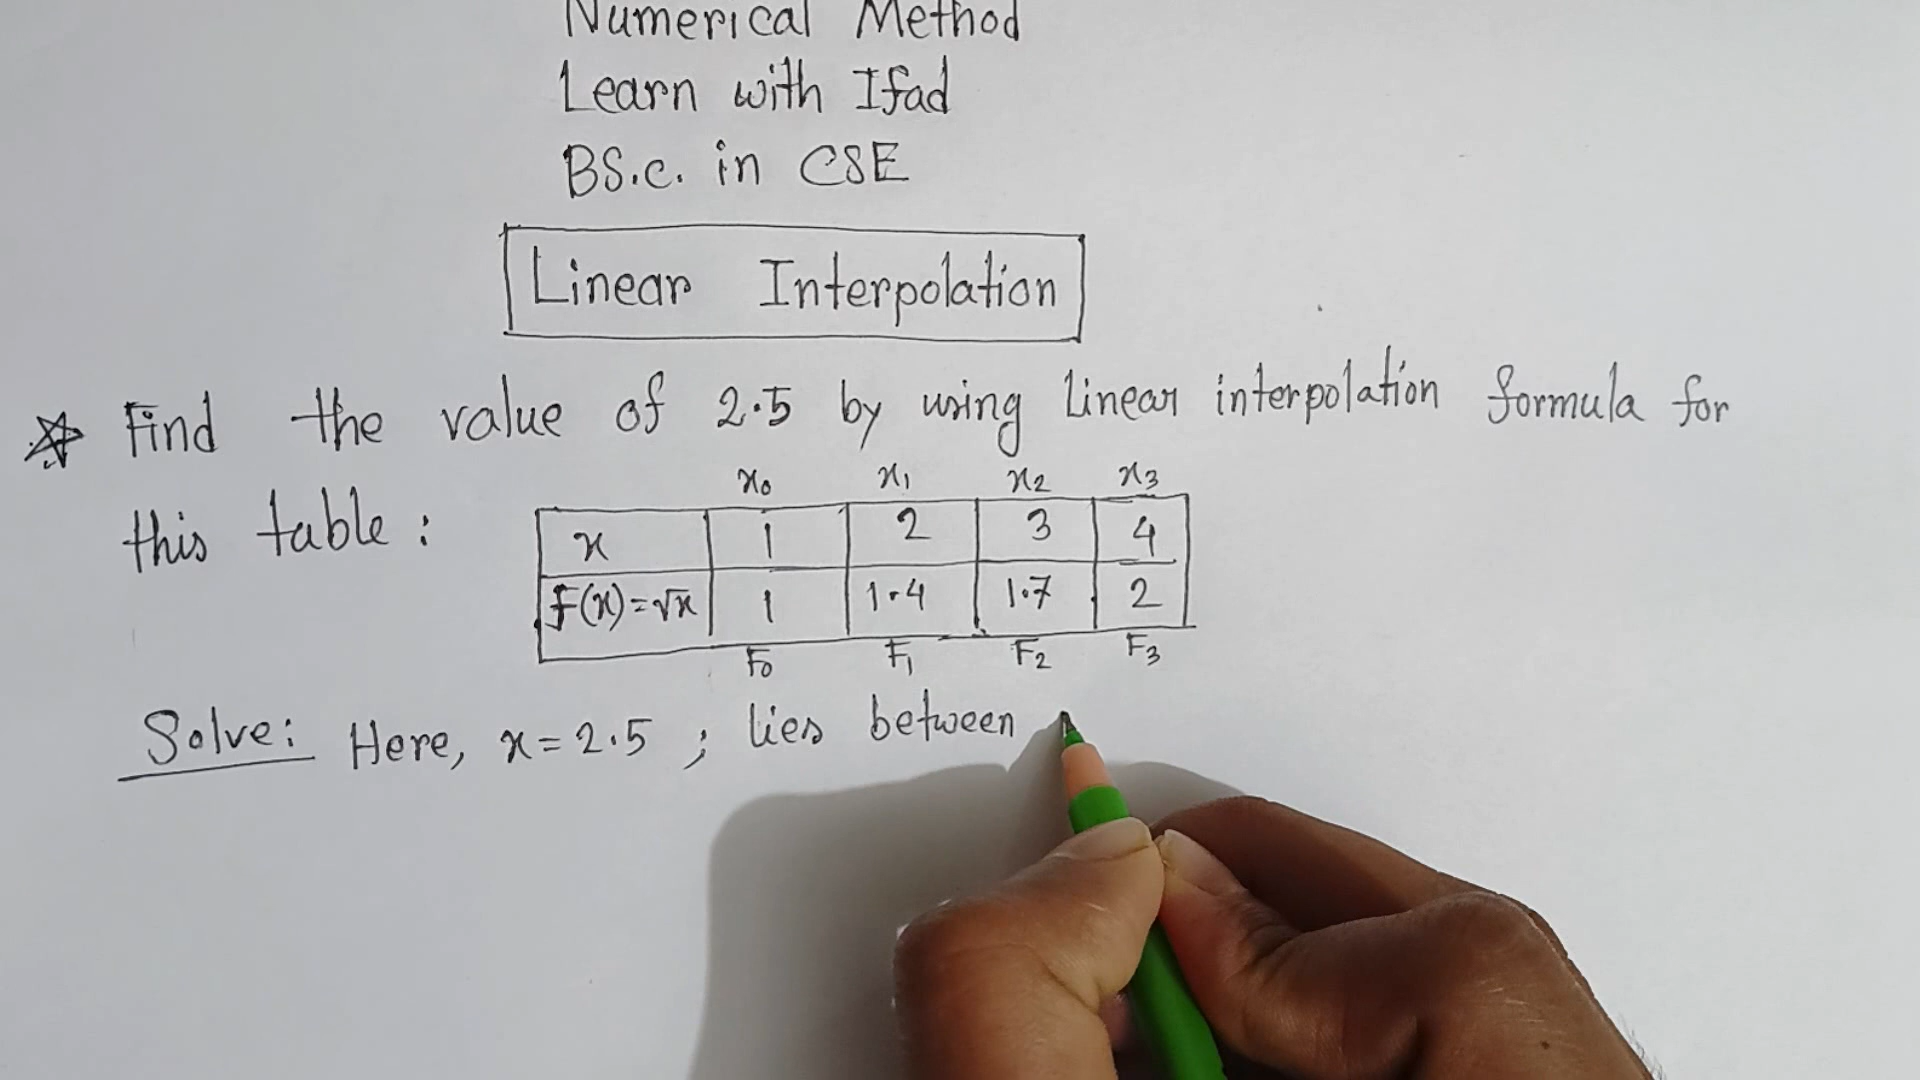 Numerical Method
Learn with Ifad
BS.c. in CSE
Linear Interpolation
Find the value of 2.5 by using Linear interpolation formula for
this table:
x₀ x₁ x₂ x₃
x 1 2 3 4
F(x)=√x 1 1.4 1.7 2
F₀ F₁ F₂ F₃
Solve: Here, x=2.5 ; lies between